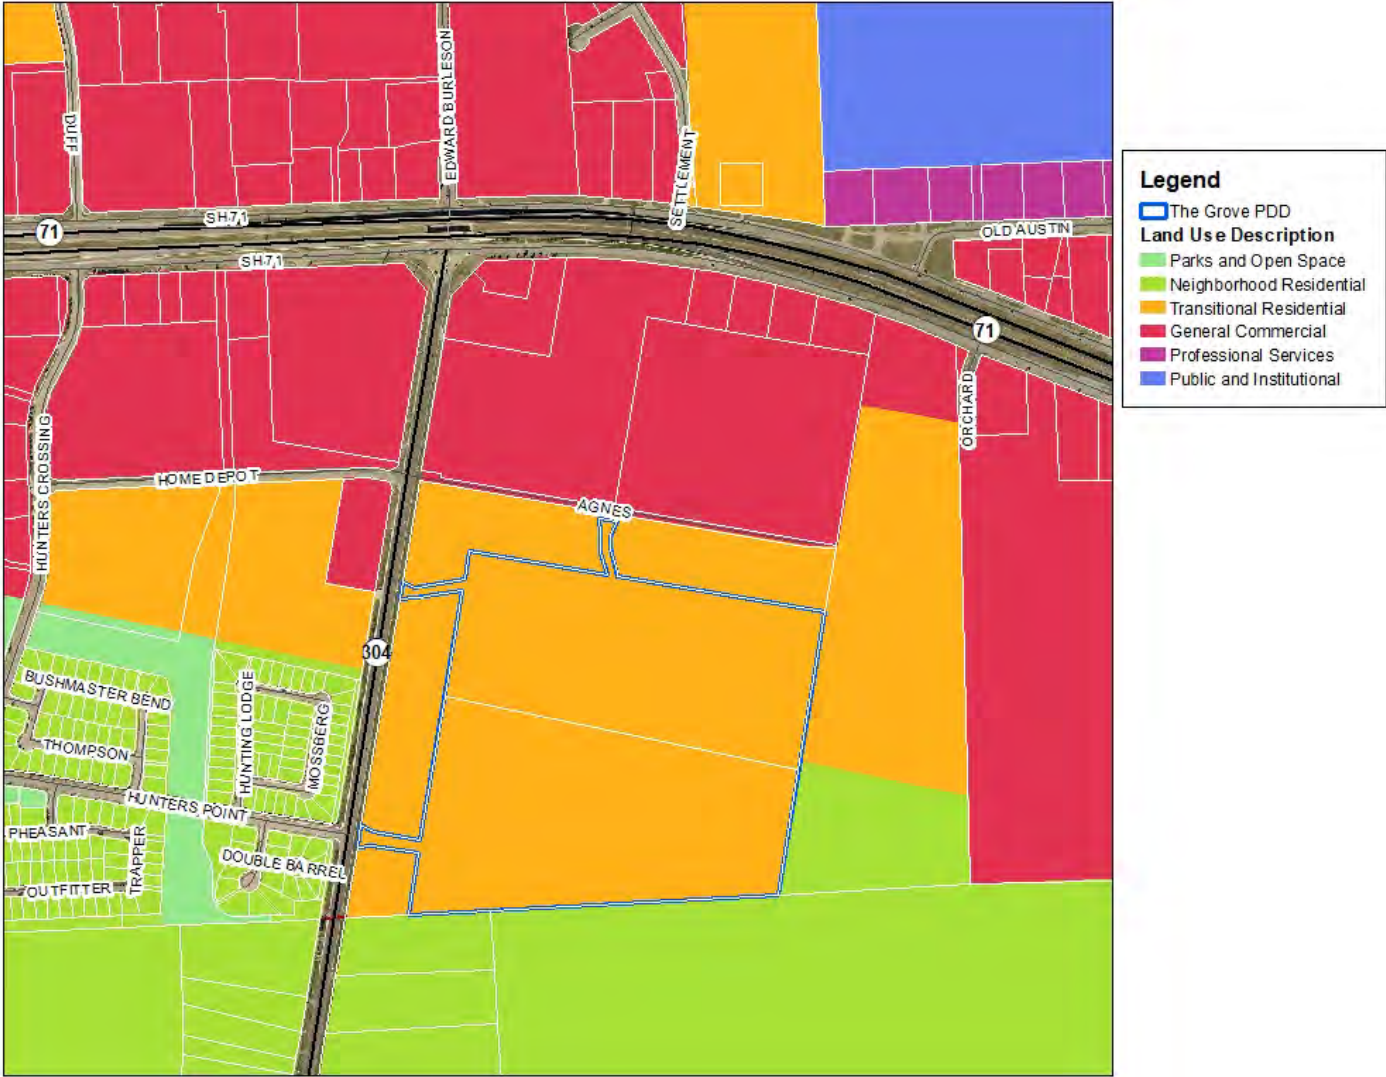 DUFF
EDWARD BURLESON
SETTLEMENT
SH 71
71
SH 71
OLD AUSTIN
71
ORCHARD
HUNTERS CROSSING
HOME DEPOT
AGNES
304
BUSHMASTER BEND
HUNTING LODGE
MOSSBERG
THOMPSON
HUNTERS POINT
PHEASANT
TRAPPER
DOUBLE BARREL
OUTFITTER
Legend
The Grove PDD
Land Use Description
Parks and Open Space
Neighborhood Residential
Transitional Residential
General Commercial
Professional Services
Public and Institutional